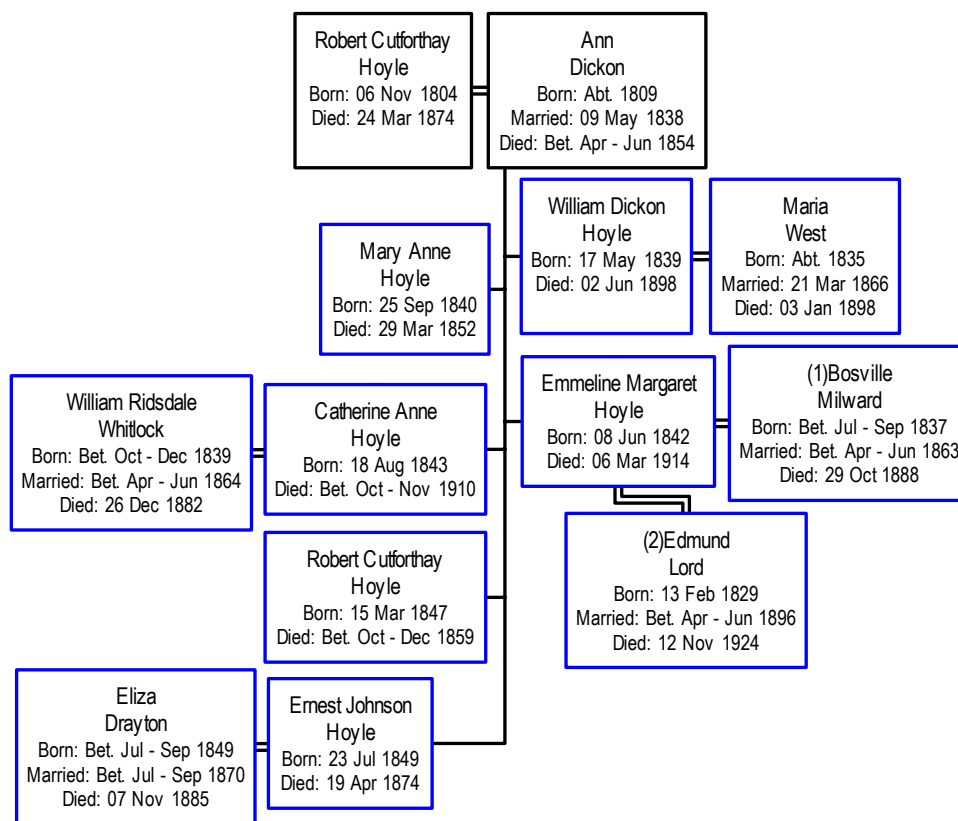 Robert Cutforthay
Hoyle
Born: 06 Nov 1804
Died: 24 Mar 1874
Ann
Dickon
Born: Abt. 1809
Married: 09 May 1838
Died: Bet. Apr - Jun 1854
William Dickon
Hoyle
Born: 17 May 1839
Died: 02 Jun 1898
Maria
West
Born: Abt. 1835
Married: 21 Mar 1866
Died: 03 Jan 1898
Mary Anne
Hoyle
Born: 25 Sep 1840
Died: 29 Mar 1852
Emmeline Margaret
Hoyle
Born: 08 Jun 1842
Died: 06 Mar 1914
(1)Bosville
Milward
Born: Bet. Jul - Sep 1837
Married: Bet. Apr - Jun 1863
Died: 29 Oct 1888
William Ridsdale
Whitlock
Born: Bet. Oct - Dec 1839
Married: Bet. Apr - Jun 1864
Died: 26 Dec 1882
Catherine Anne
Hoyle
Born: 18 Aug 1843
Died: Bet. Oct - Nov 1910
(2)Edmund
Lord
Born: 13 Feb 1829
Married: Bet. Apr - Jun 1896
Died: 12 Nov 1924
Robert Cutforthay
Hoyle
Born: 15 Mar 1847
Died: Bet. Oct - Dec 1859
Eliza
Drayton
Born: Bet. Jul - Sep 1849
Married: Bet. Jul - Sep 1870
Died: 07 Nov 1885
Ernest Johnson
Hoyle
Born: 23 Jul 1849
Died: 19 Apr 1874